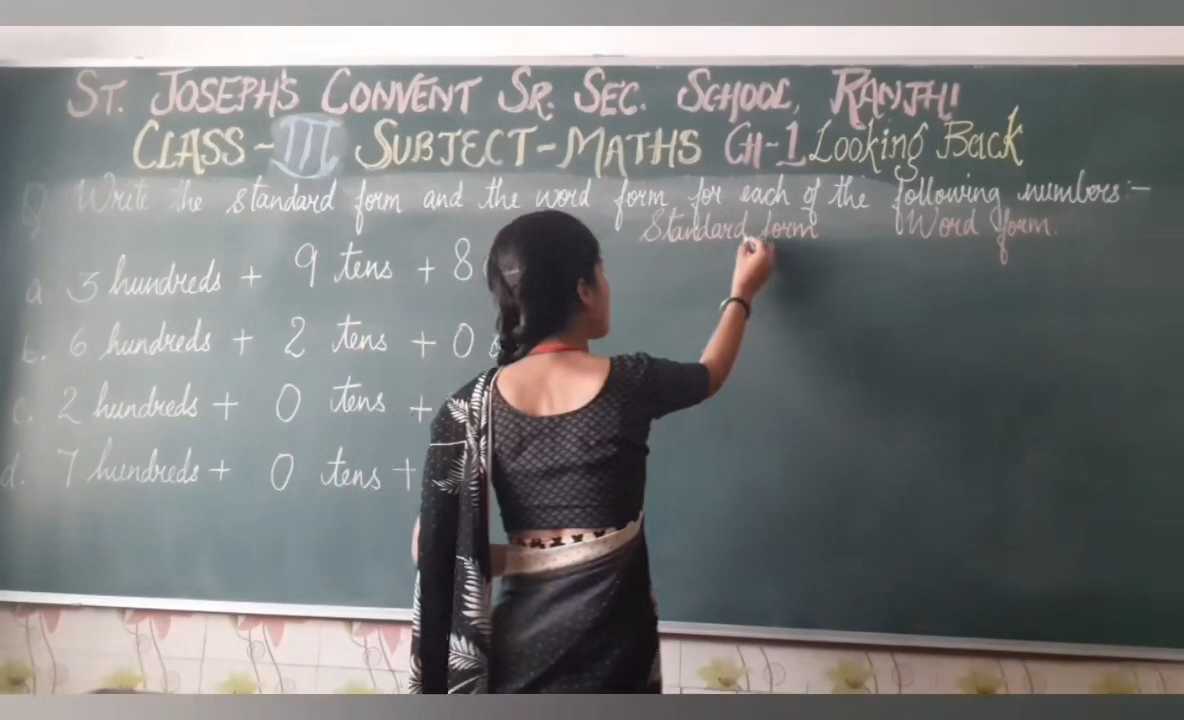 ST. JOSEPH'S CONVENT SR. SEC. SCHOOL, RANJHI
CLASS - III SUBJECT - MATHS CH-1 Looking Back
Q Write the standard form and the word form for each of the following numbers:-
Standard form Word form.
a 3 hundreds + 9 tens + 8
b. 6 hundreds + 2 tens + 0
c. 2 hundreds + 0 tens +
d. 7 hundreds + 0 tens +